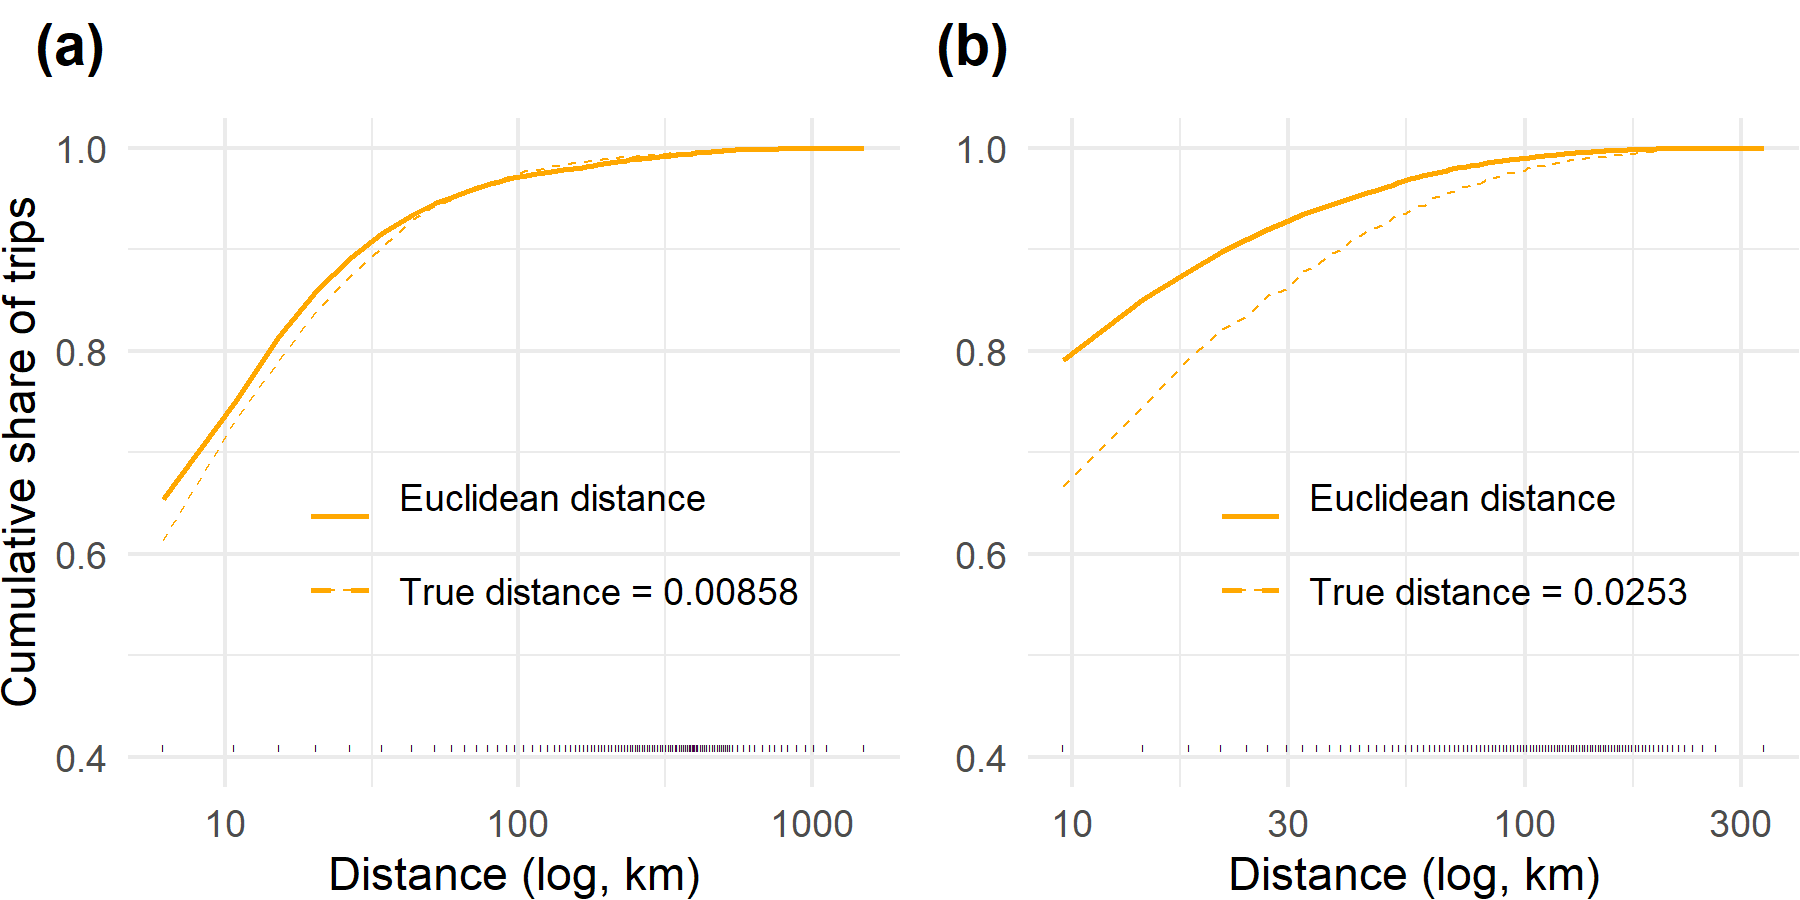 (a)
Cumulative share of trips
1.0
0.8
0.6
0.4
Euclidean distance
True distance = 0.00858
10 100 1000
Distance (log, km)
(b)
1.0
0.8
0.6
0.4
Euclidean distance
True distance = 0.0253
10 30 100 300
Distance (log, km)